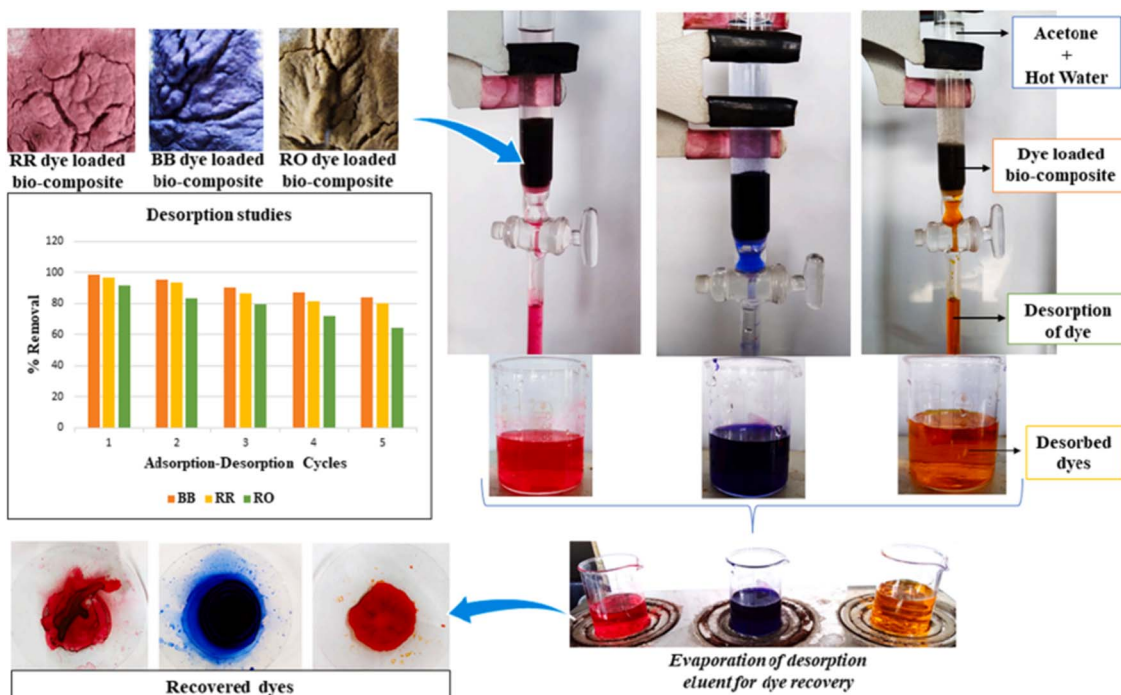 RR dye loaded
bio-composite
BB dye loaded
bio-composite
RO dye loaded
bio-composite
Acetone
+
Hot Water
Dye loaded
bio-composite
Desorption
of dye
Desorbed
dyes
Desorption studies
% Removal
120
100
80
60
40
20
0
1 2 3 4 5
Adsorption-Desorption Cycles
BB RR RO
Evaporation of desorption
eluent for dye recovery
Recovered dyes